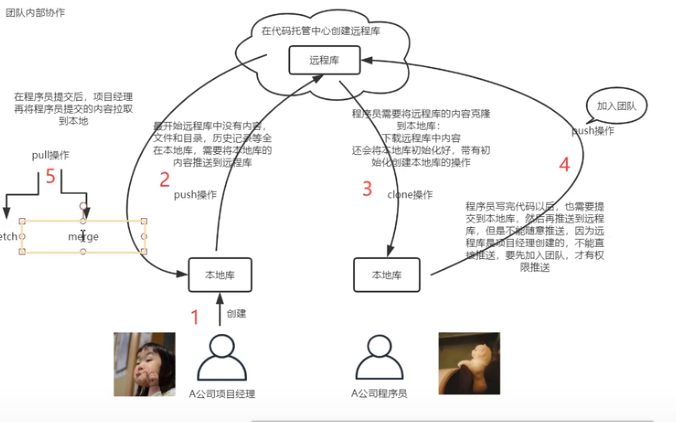 团队内部协作
在代码托管中心创建远程库
远程库
在程序员提交后，项目经理
再将程序员提交的内容拉取
到本地
pull操作
5
etch
merge
最开始远程库中没有内容，
文件和目录，历史记录等全
在本地库，需要将本地库的
内容推送到远程库
2
push操作
程序员需要将远程库的内容克隆
到本地库：
下载远程库中内容
还会将本地库初始化好，带有初
始化创建本地库的操作
3
clone操作
加入团队
push操作
4
程序员写完代码以后，也需要提
交到本地库，然后再推送到远程
库，但是不能随意推送，因为远
程库是项目经理创建的，不能直
接推送，要先加入团队，才有权
限推送
本地库
本地库
1
创建
A公司项目经理
A公司程序员